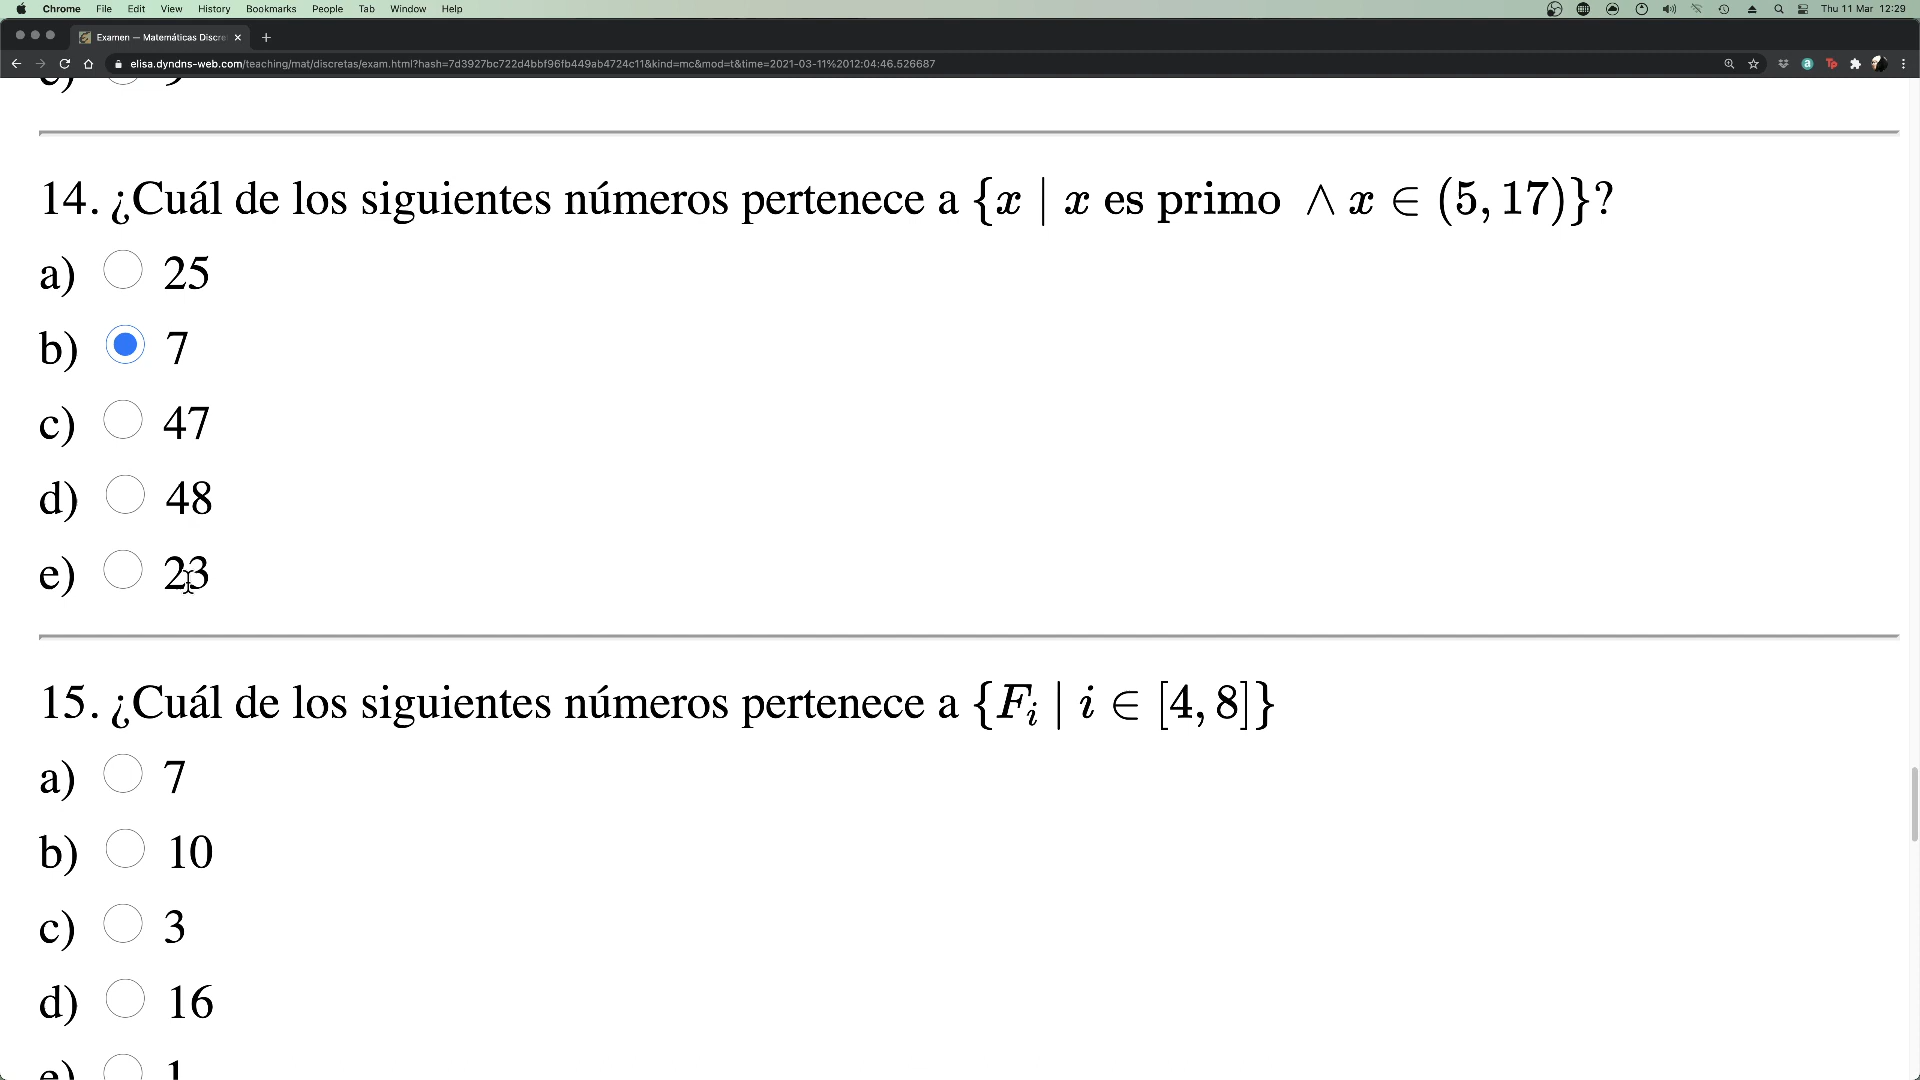 Chrome File Edit View History Bookmarks People Tab Window Help Thu 11 Mar 12:29
Examen — Matemáticas Discre
elisa.dyndns-web.com/teaching/mat/discretas/exam.html?hash=7d3927bc722d4bbf96fb449ab4724c11&kind=mc&mod=t&time=2021-03-11%2012:04:46.526687
14. ¿Cuál de los siguientes números pertenece a {x | x es primo ∧ x ∈ (5, 17)}?
a) 25
b) 7
c) 47
d) 48
e) 23
15. ¿Cuál de los siguientes números pertenece a {F_i | i ∈ [4, 8]}
a) 7
b) 10
c) 3
d) 16
e) 1